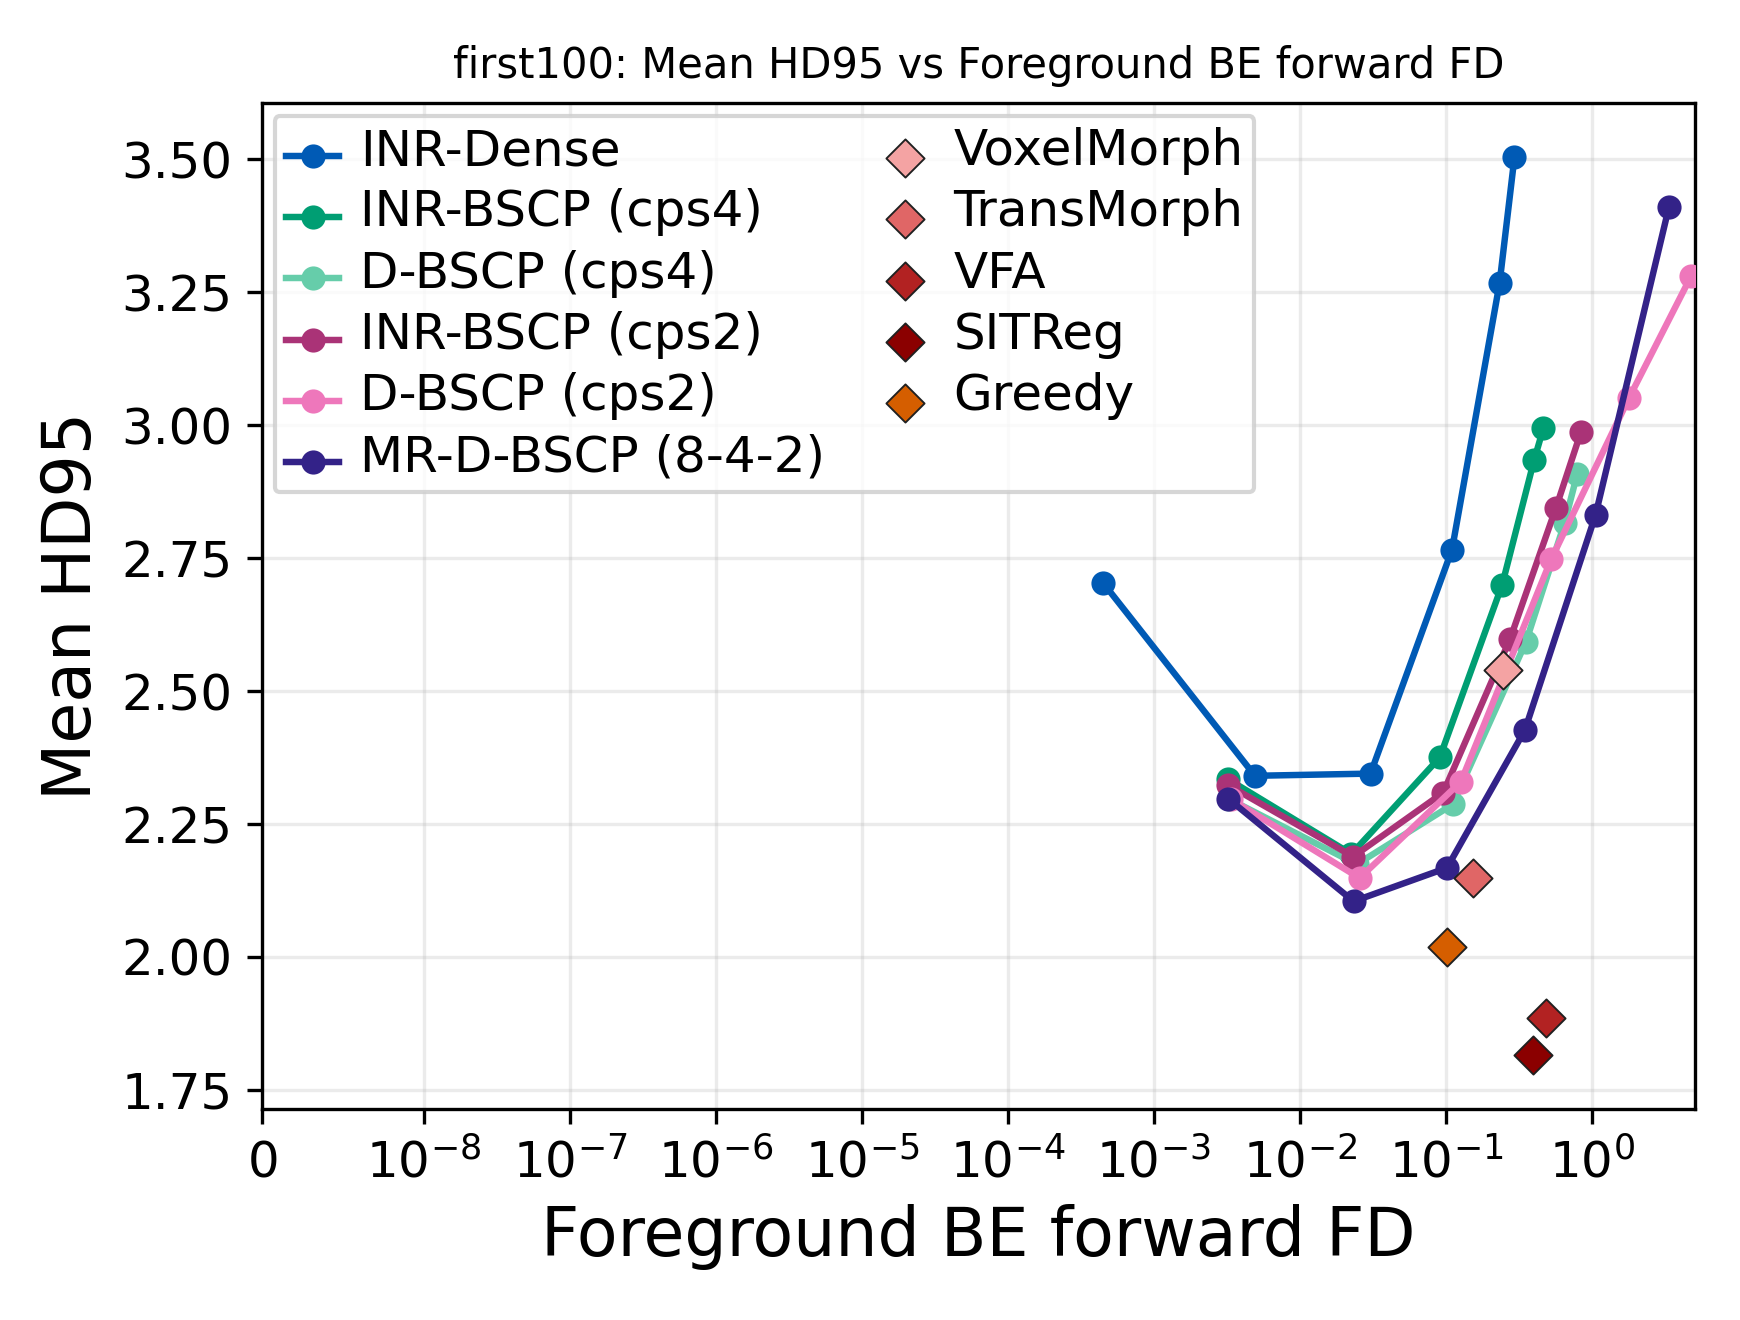 first100: Mean HD95 vs Foreground BE forward FD
INR-Dense
INR-BSCP (cps4)
D-BSCP (cps4)
INR-BSCP (cps2)
D-BSCP (cps2)
MR-D-BSCP (8-4-2)
VoxelMorph
TransMorph
VFA
SITReg
Greedy
Mean HD95
3.50
3.25
3.00
2.75
2.50
2.25
2.00
1.75
0 10⁻⁸ 10⁻⁷ 10⁻⁶ 10⁻⁵ 10⁻⁴ 10⁻³ 10⁻² 10⁻¹ 10⁰
Foreground BE forward FD